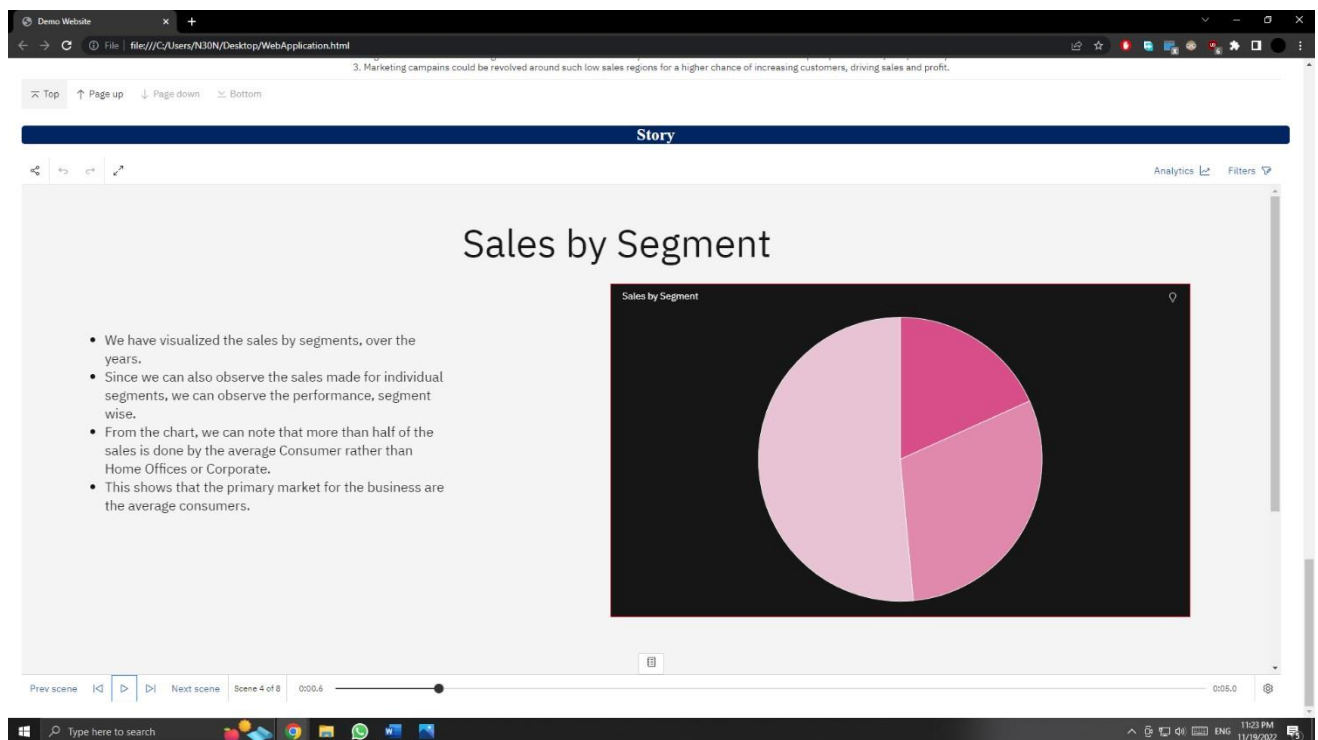 Demo Website
File
file:///C:/Users/N30N/Desktop/WebApplication.html
3. Marketing campains could be revolved around such low sales regions for a higher chance of increasing customers, driving sales and profit.
Top Page up Page down Bottom
Story
Analytics Filters
Sales by Segment
Sales by Segment
• We have visualized the sales by segments, over the
years.
• Since we can also observe the sales made for individual
segments, we can observe the performance, segment
wise.
• From the chart, we can note that more than half of the
sales is done by the average Consumer rather than
Home Offices or Corporate.
• This shows that the primary market for the business are
the average consumers.
Prev scene Next scene Scene 4 of 8 0:00.6 0:05.0
Type here to search
ENG
11:23 PM
11/19/2022